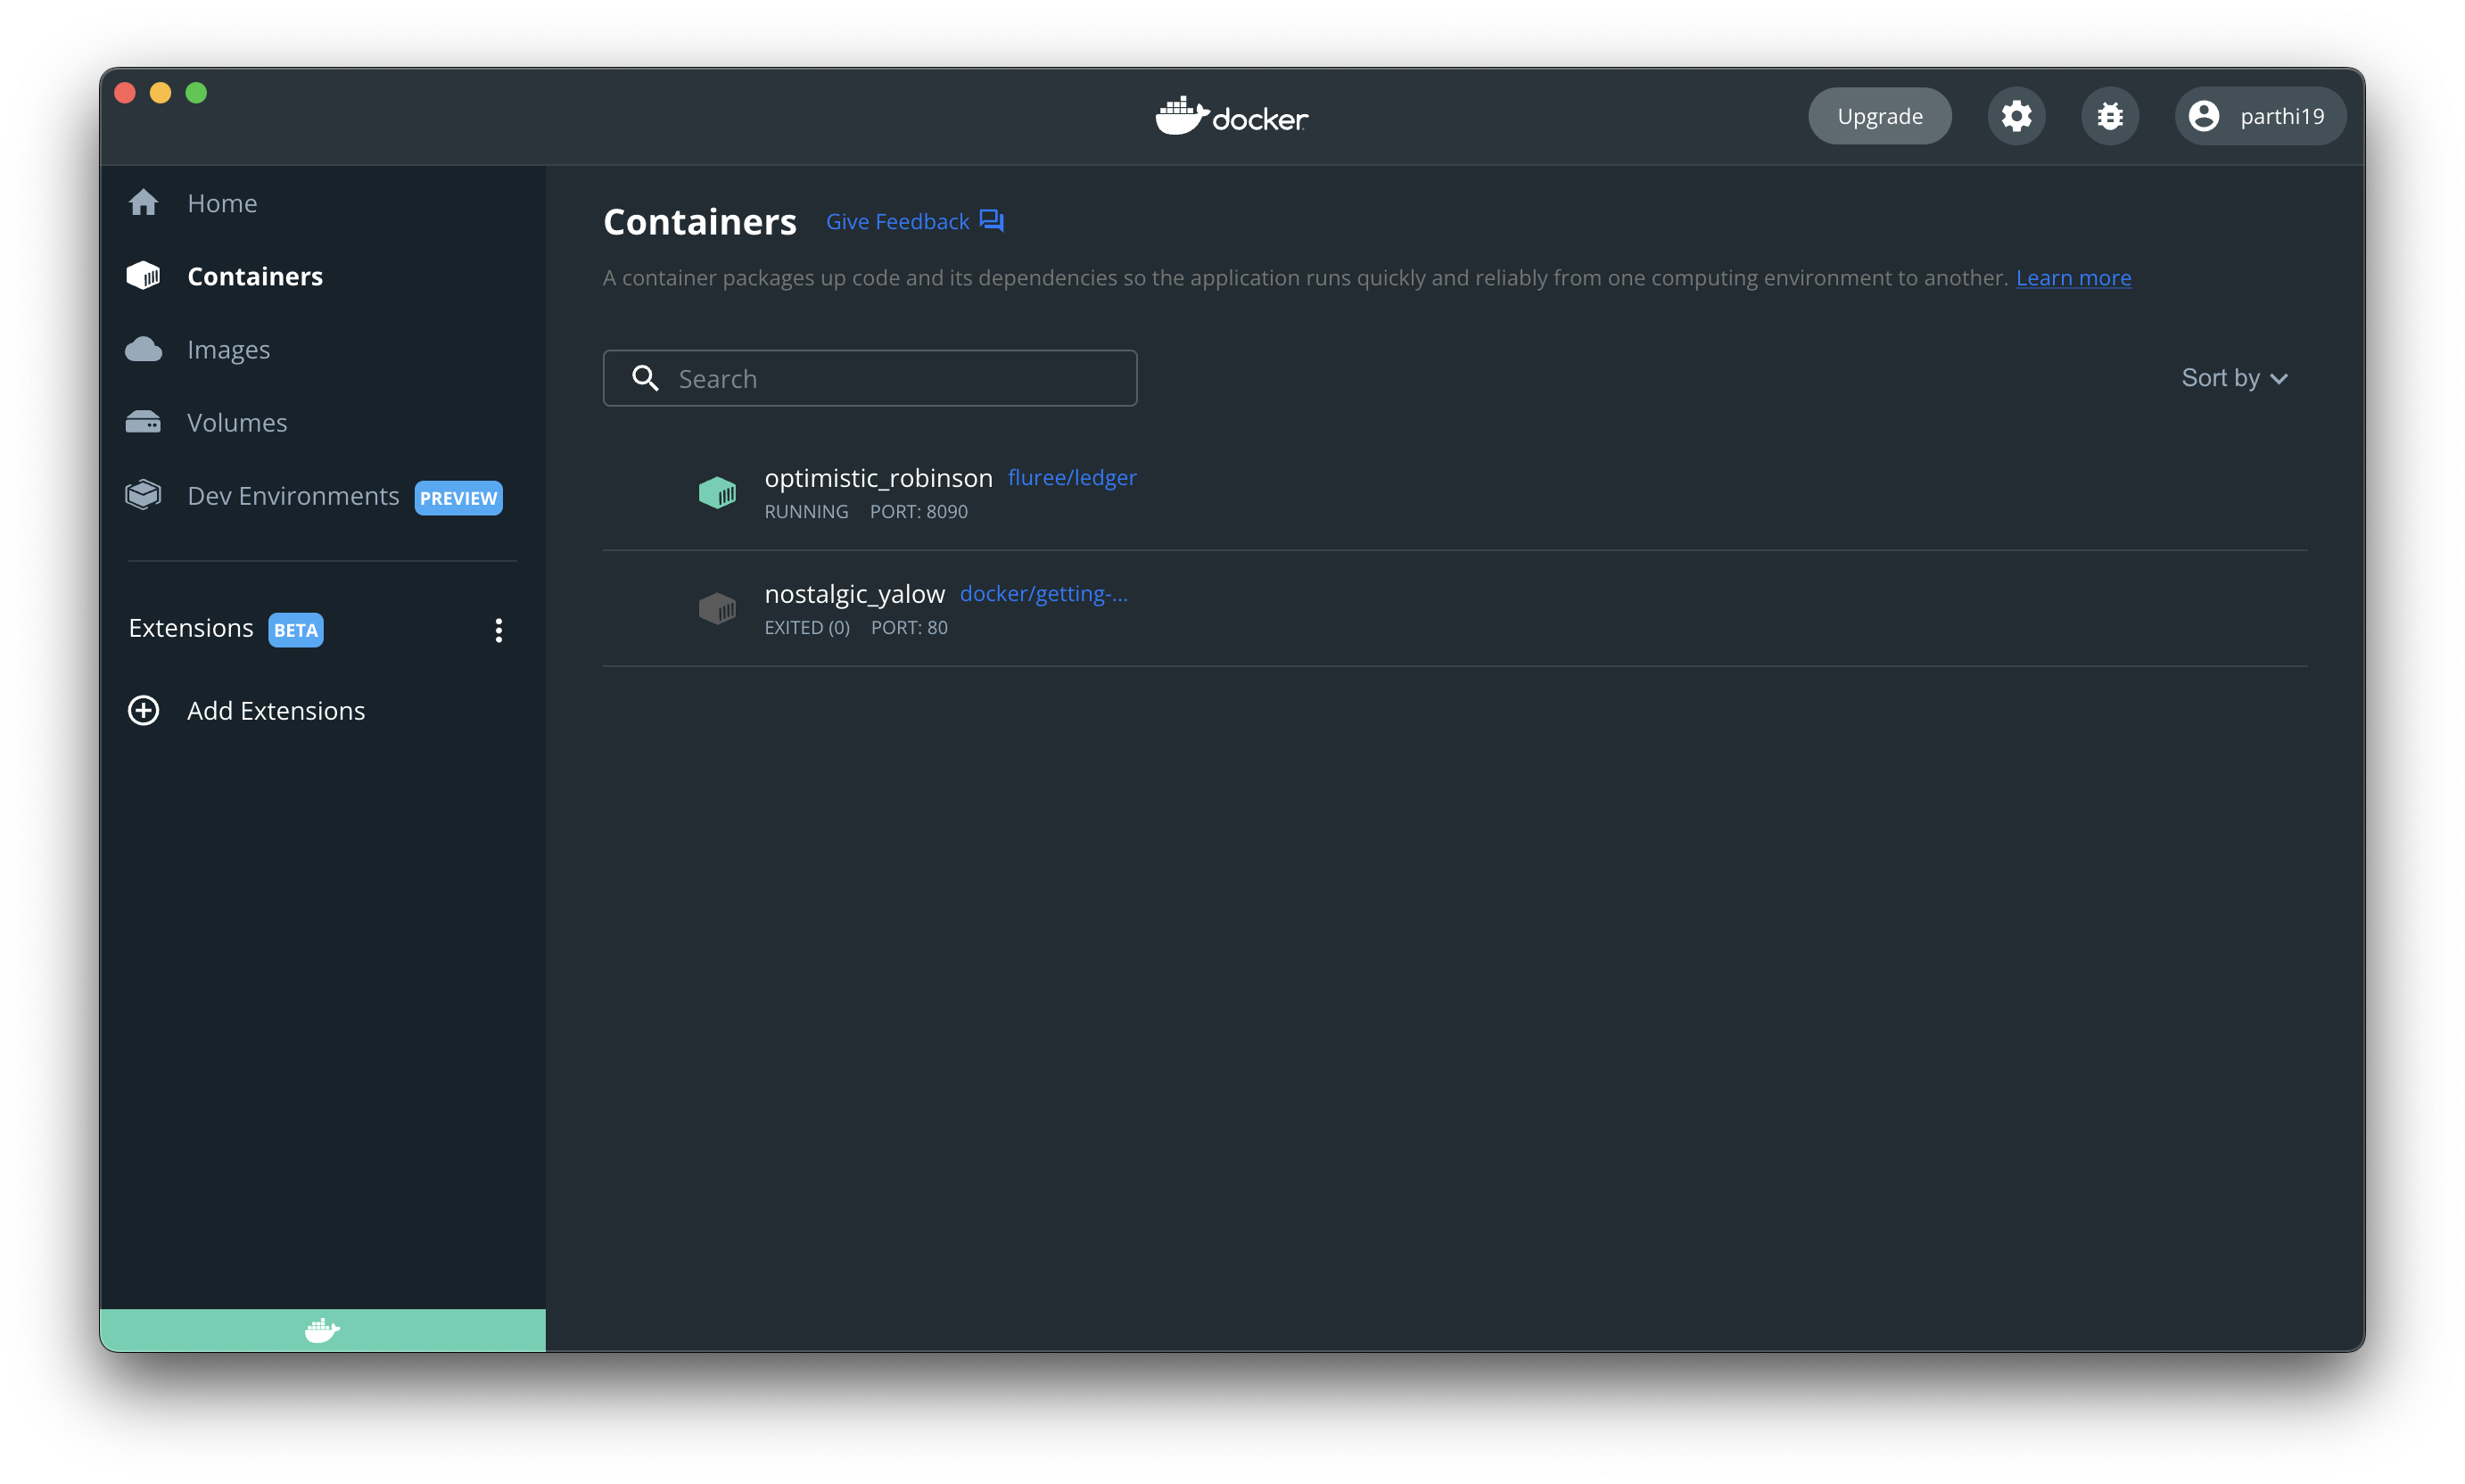 docker
Upgrade
parthi19
Home
Containers
Images
Volumes
Dev Environments PREVIEW
Extensions BETA
Add Extensions
Containers Give Feedback
A container packages up code and its dependencies so the application runs quickly and reliably from one computing environment to another. Learn more
Search
Sort by
optimistic_robinson fluree/ledger
RUNNING PORT: 8090
nostalgic_yalow docker/getting-...
EXITED (0) PORT: 80